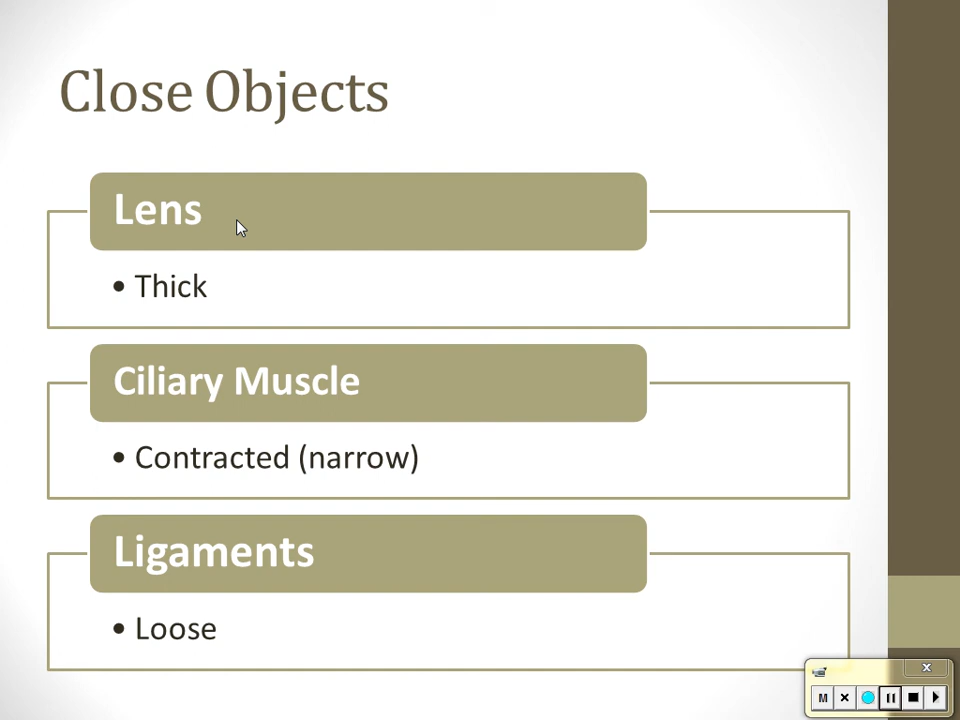 Close Objects
Lens
• Thick
Ciliary Muscle
• Contracted (narrow)
Ligaments
• Loose
M